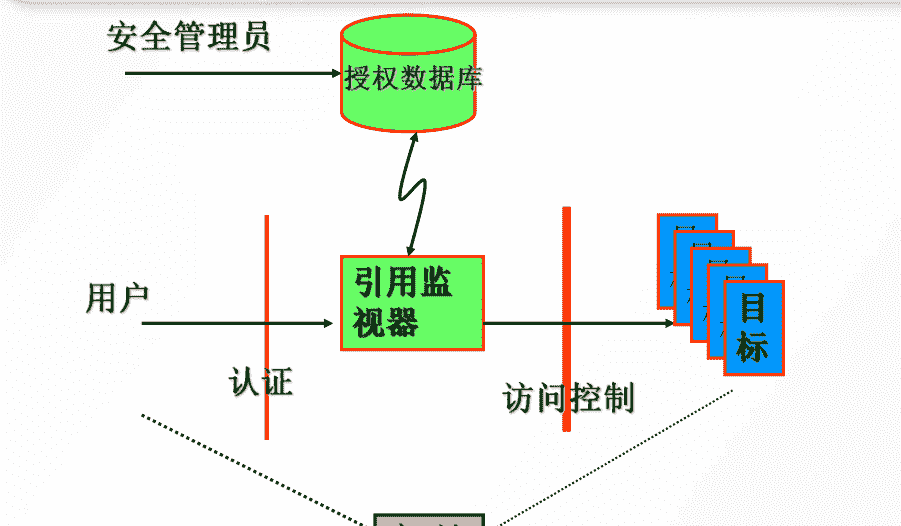 安全管理员
授权数据库
用户
引用监
视器
目
标
认证
访问控制